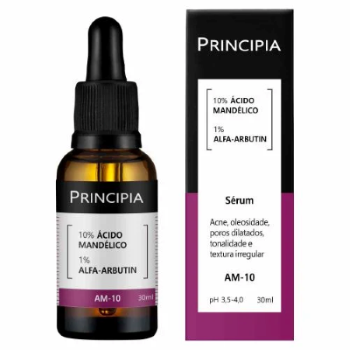 PRINCIPIA
10% ÁCIDO
MANDÉLICO
1%
ALFA-ARBUTIN
AM-10
30ml
PRINCIPIA
10% ÁCIDO
MANDÉLICO
1%
ALFA-ARBUTIN
Sérum
Acne, oleosidade,
poros dilatados,
tonalidade e
textura irregular
AM-10
pH 3,5-4,0 30ml